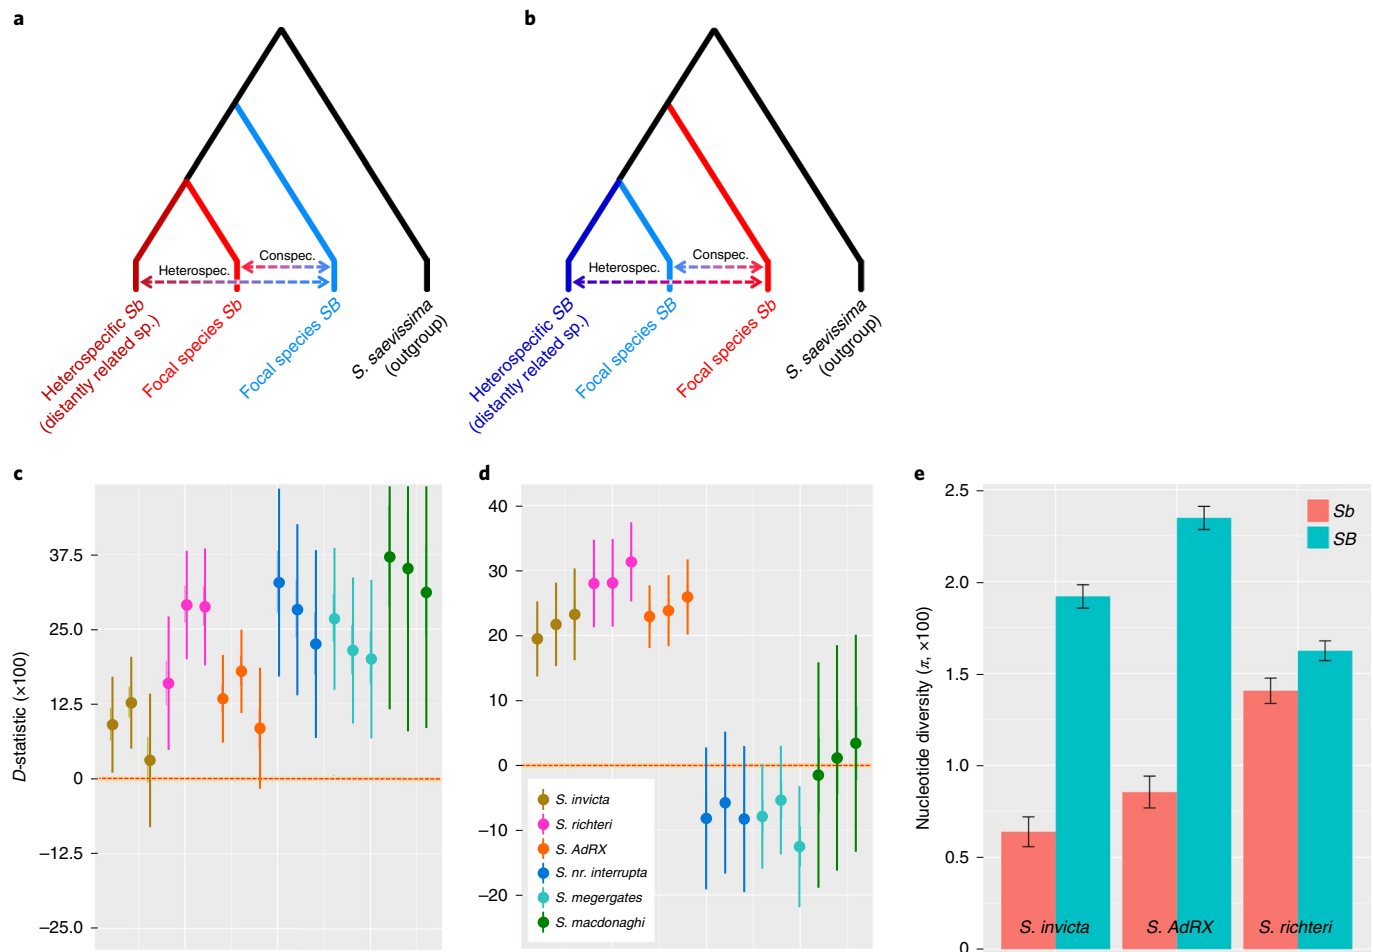 a
b
Conspec.
Heterospec.
Heterospecific Sb
(distantly related sp.)
Focal species Sb
Focal species SB
S. saevissima
(outgroup)
Conspec.
Heterospec.
Heterospecific SB
(distantly related sp.)
Focal species SB
Focal species Sb
S. saevissima
(outgroup)
c
D-statistic (×100)
37.5
25.0
12.5
0
–12.5
–25.0
d
40
30
20
10
0
–10
–20
S. invicta
S. richteri
S. AdRX
S. nr. interrupta
S. megergates
S. macdonaghi
e
Nucleotide diversity (π, ×100)
2.5
2.0
1.5
1.0
0.5
0
Sb
SB
S. invicta
S. AdRX
S. richteri